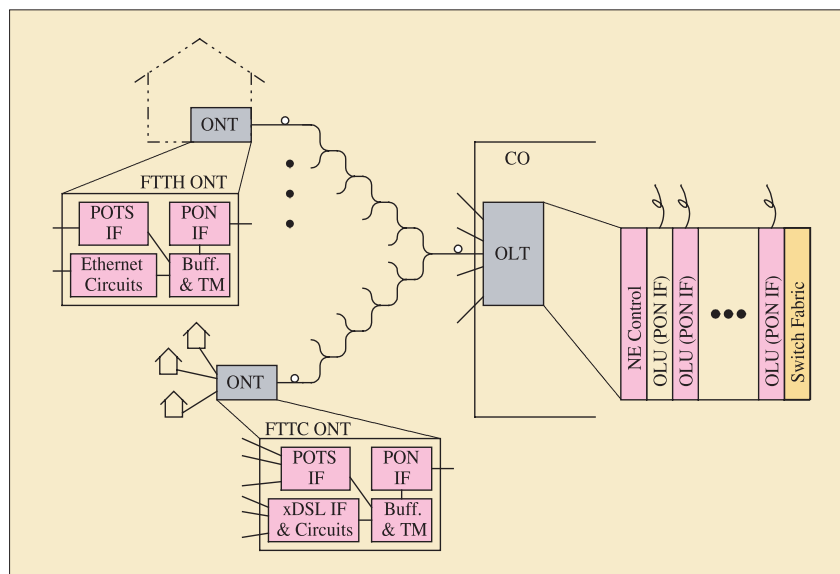 ONT
FTTH ONT
POTS
IF
PON
IF
Ethernet
Circuits
Buff.
& TM
CO
OLT
NE Control
OLU (PON IF)
OLU (PON IF)
OLU (PON IF)
Switch Fabric
ONT
FTTC ONT
POTS
IF
PON
IF
xDSL IF
& Circuits
Buff.
& TM